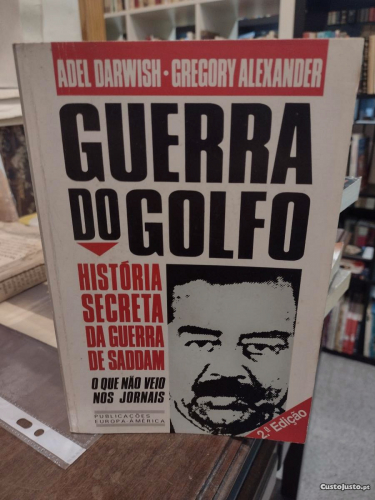 ADEL DARWISH • GREGORY ALEXANDER
GUERRA
DO GOLFO
HISTÓRIA
SECRETA
DA GUERRA
DE SADDAM
O QUE NÃO VEIO
NOS JORNAIS
PUBLICAÇÕES
EUROPA-AMÉRICA
2.ª Edição
CustoJusto.pt